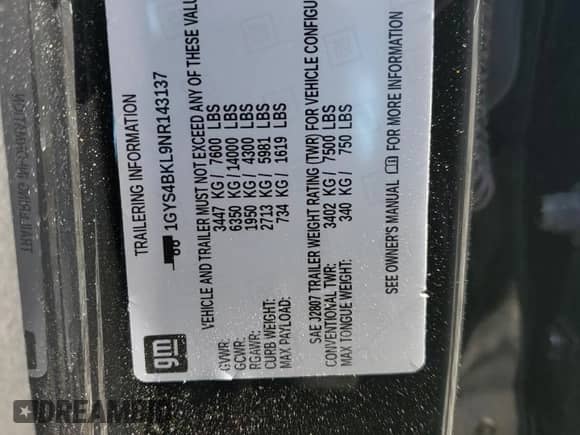 TRAILERING INFORMATION
1GYS4BKL9NR143137
VEHICLE AND TRAILER MUST NOT EXCEED ANY OF THESE VALU
GVWR 3447 KG / 7600 LBS
GCWR: 6350 KG / 14000 LBS
RGAWR: 1950 KG / 4300 LBS
CURB WEIGHT: 2713 KG / 5981 LBS
MAX PAYLOAD: 734 KG / 1619 LBS
SAE J2807 TRAILER WEIGHT RATING (TWR) FOR VEHICLE CONFIGU
CONVENTIONAL TWR: 3402 KG / 7500 LBS
MAX TONGUE WEIGHT: 340 KG / 750 LBS
SEE OWNER'S MANUAL FOR MORE INFORMATION
gm
DREAMBID